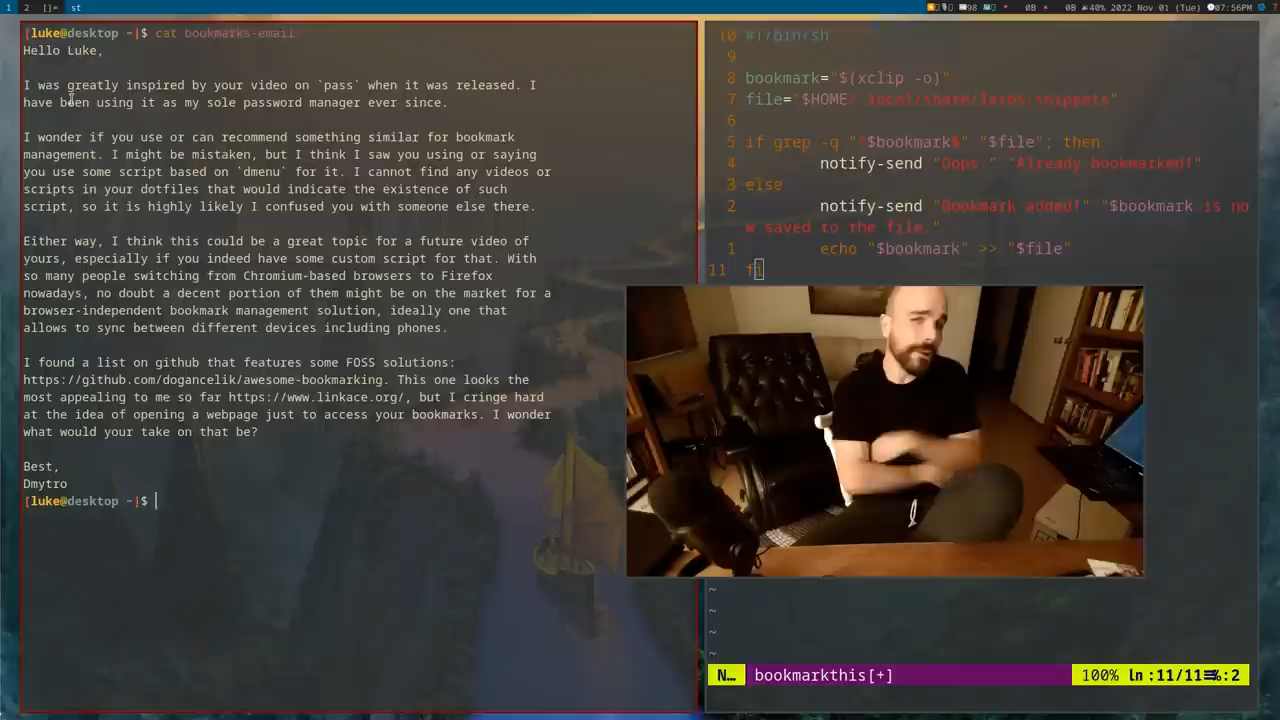 1 2 []= st
98 0B 0B 40% 2022 Nov 01 (Tue) 07:56PM ?
[luke@desktop ~]$ cat bookmarks-email
Hello Luke,
I was greatly inspired by your video on `pass` when it was released. I
have been using it as my sole password manager ever since.
I wonder if you use or can recommend something similar for bookmark
management. I might be mistaken, but I think I saw you using or saying
you use some script based on `dmenu` for it. I cannot find any videos or
scripts in your dotfiles that would indicate the existence of such
script, so it is highly likely I confused you with someone else there.
Either way, I think this could be a great topic for a future video of
yours, especially if you indeed have some custom script for that. With
so many people switching from Chromium-based browsers to Firefox
nowadays, no doubt a decent portion of them might be on the market for a
browser-independent bookmark management solution, ideally one that
allows to sync between different devices including phones.
I found a list on github that features some FOSS solutions:
https://github.com/dogancelik/awesome-bookmarking. This one looks the
most appealing to me so far https://www.linkace.org/, but I cringe hard
at the idea of opening a webpage just to access your bookmarks. I wonder
what would your take on that be?
Best,
Dmytro
[luke@desktop ~]$
10 #!/bin/sh
9
8 bookmark="$(xclip -o)"
7 file="$HOME/.local/share/larbs/snippets"
6
5 if grep -q "^$bookmark$" "$file"; then
4 notify-send "Oops." "Already bookmarked!"
3 else
2 notify-send "Bookmark added!" "$bookmark is no
w saved to the file."
1 echo "$bookmark" >> "$file"
11 fi
~
~
~
~
N… bookmarkthis[+] 100% ln :11/11≡%:2